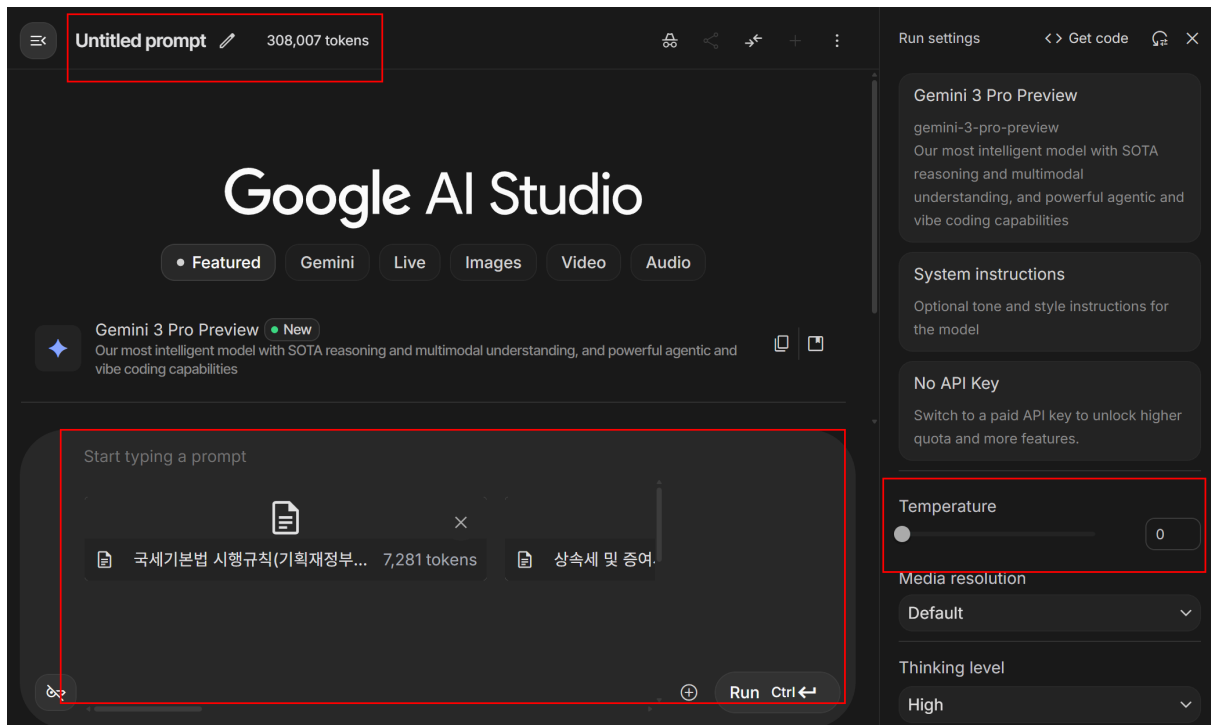 Untitled prompt 308,007 tokens
Google AI Studio
Featured Gemini Live Images Video Audio
Gemini 3 Pro Preview New
Our most intelligent model with SOTA reasoning and multimodal understanding, and powerful agentic and
vibe coding capabilities
Start typing a prompt
국세기본법 시행규칙(기획재정부... 7,281 tokens
상속세 및 증여
Run Ctrl
Run settings Get code
Gemini 3 Pro Preview
gemini-3-pro-preview
Our most intelligent model with SOTA
reasoning and multimodal
understanding, and powerful agentic and
vibe coding capabilities
System instructions
Optional tone and style instructions for
the model
No API Key
Switch to a paid API key to unlock higher
quota and more features.
Temperature
0
Media resolution
Default
Thinking level
High